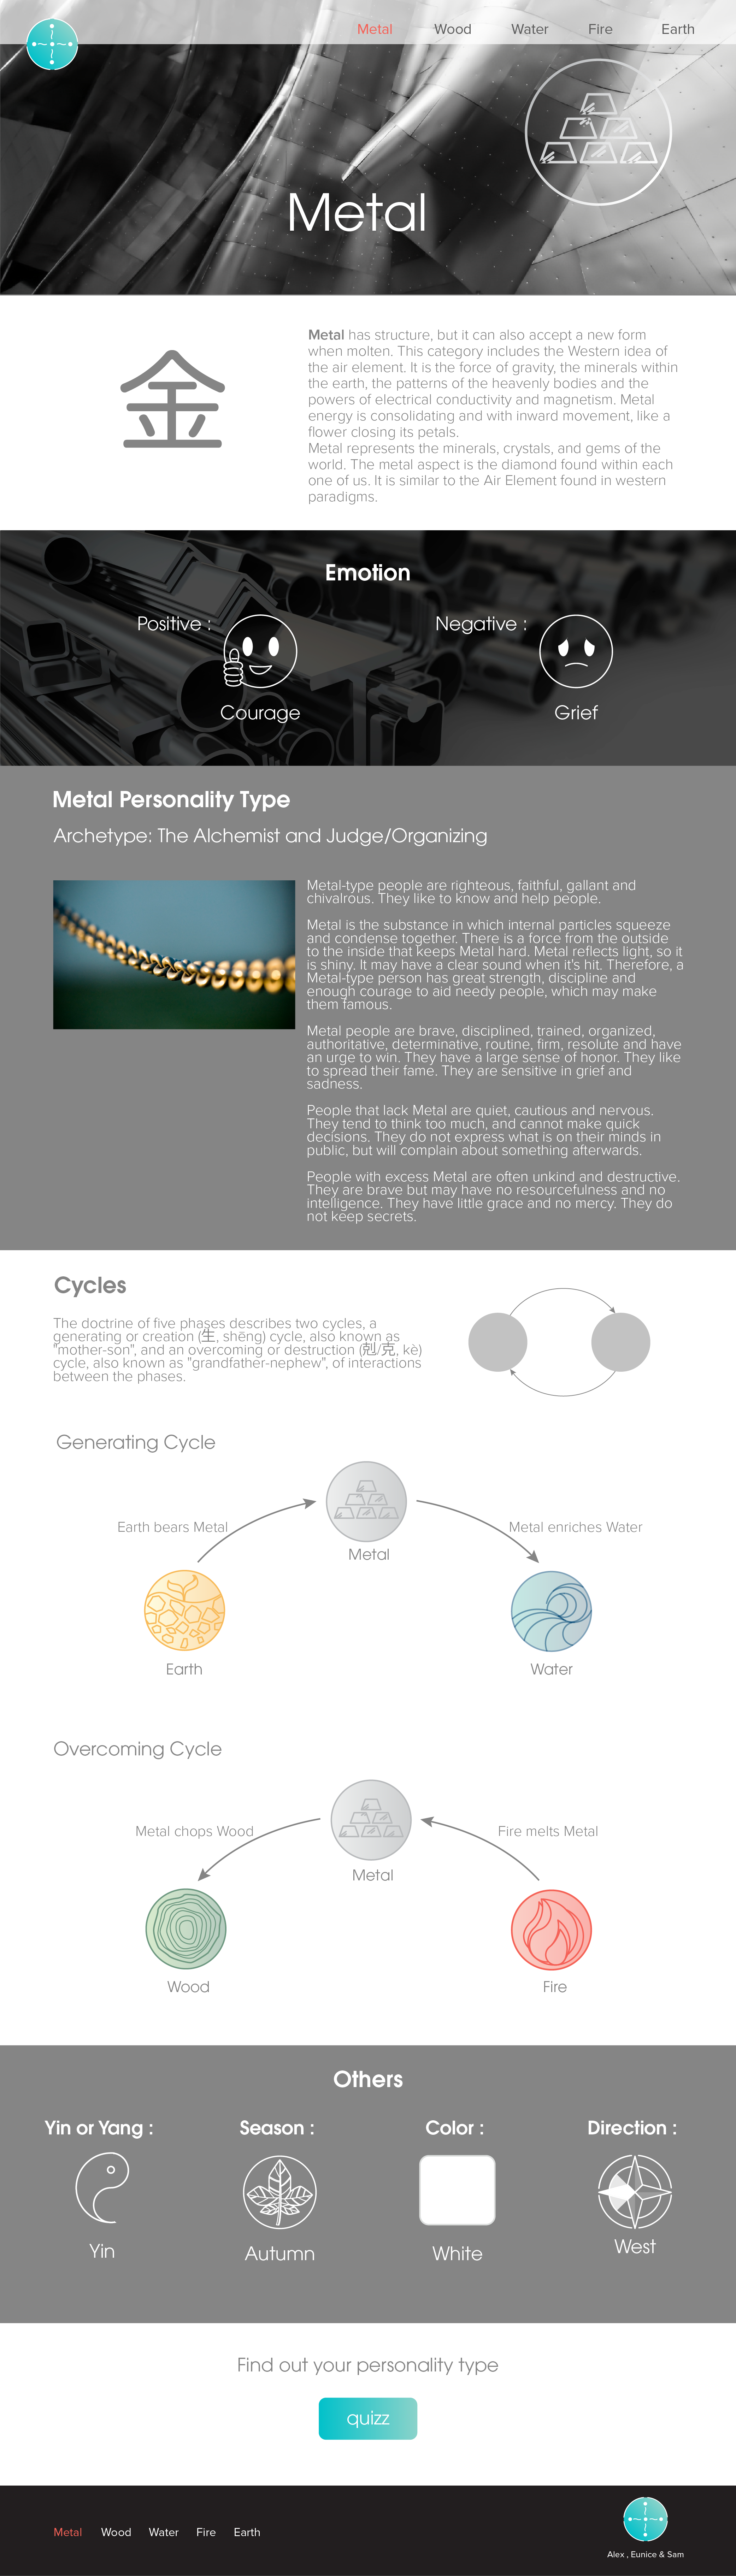 Metal Wood Water Fire Earth
Metal
金
Metal has structure, but it can also accept a new form
when molten. This category includes the Western idea of
the air element. It is the force of gravity, the minerals within
the earth, the patterns of the heavenly bodies and the
powers of electrical conductivity and magnetism. Metal
energy is consolidating and with inward movement, like a
flower closing its petals.
Metal represents the minerals, crystals, and gems of the
world. The metal aspect is the diamond found within each
one of us. It is similar to the Air Element found in western
paradigms.
Emotion
Positive :
Courage
Negative :
Grief
Metal Personality Type
Archetype: The Alchemist and Judge/Organizing
Metal-type people are righteous, faithful, gallant and
chivalrous. They like to know and help people.
Metal is the substance in which internal particles squeeze
and condense together. There is a force from the outside
to the inside that keeps Metal hard. Metal reflects light, so it
is shiny. It may have a clear sound when it's hit. Therefore, a
Metal-type person has great strength, discipline and
enough courage to aid needy people, which may make
them famous.
Metal people are brave, disciplined, trained, organized,
authoritative, determinative, routine, firm, resolute and have
an urge to win. They have a large sense of honor. They like
to spread their fame. They are sensitive in grief and
sadness.
People that lack Metal are quiet, cautious and nervous.
They tend to think too much, and cannot make quick
decisions. They do not express what is on their minds in
public, but will complain about something afterwards.
People with excess Metal are often unkind and destructive.
They are brave but may have no resourcefulness and no
intelligence. They have little grace and no mercy. They do
not keep secrets.
Cycles
The doctrine of five phases describes two cycles, a
generating or creation (生, shēng) cycle, also known as
"mother-son", and an overcoming or destruction (剋/克, kè)
cycle, also known as "grandfather-nephew", of interactions
between the phases.
Generating Cycle
Earth bears Metal
Metal
Metal enriches Water
Earth
Water
Overcoming Cycle
Metal chops Wood
Metal
Fire melts Metal
Wood
Fire
Others
Yin or Yang :
Yin
Season :
Autumn
Color :
White
Direction :
West
Find out your personality type
quizz
Metal Wood Water Fire Earth
Alex , Eunice & Sam